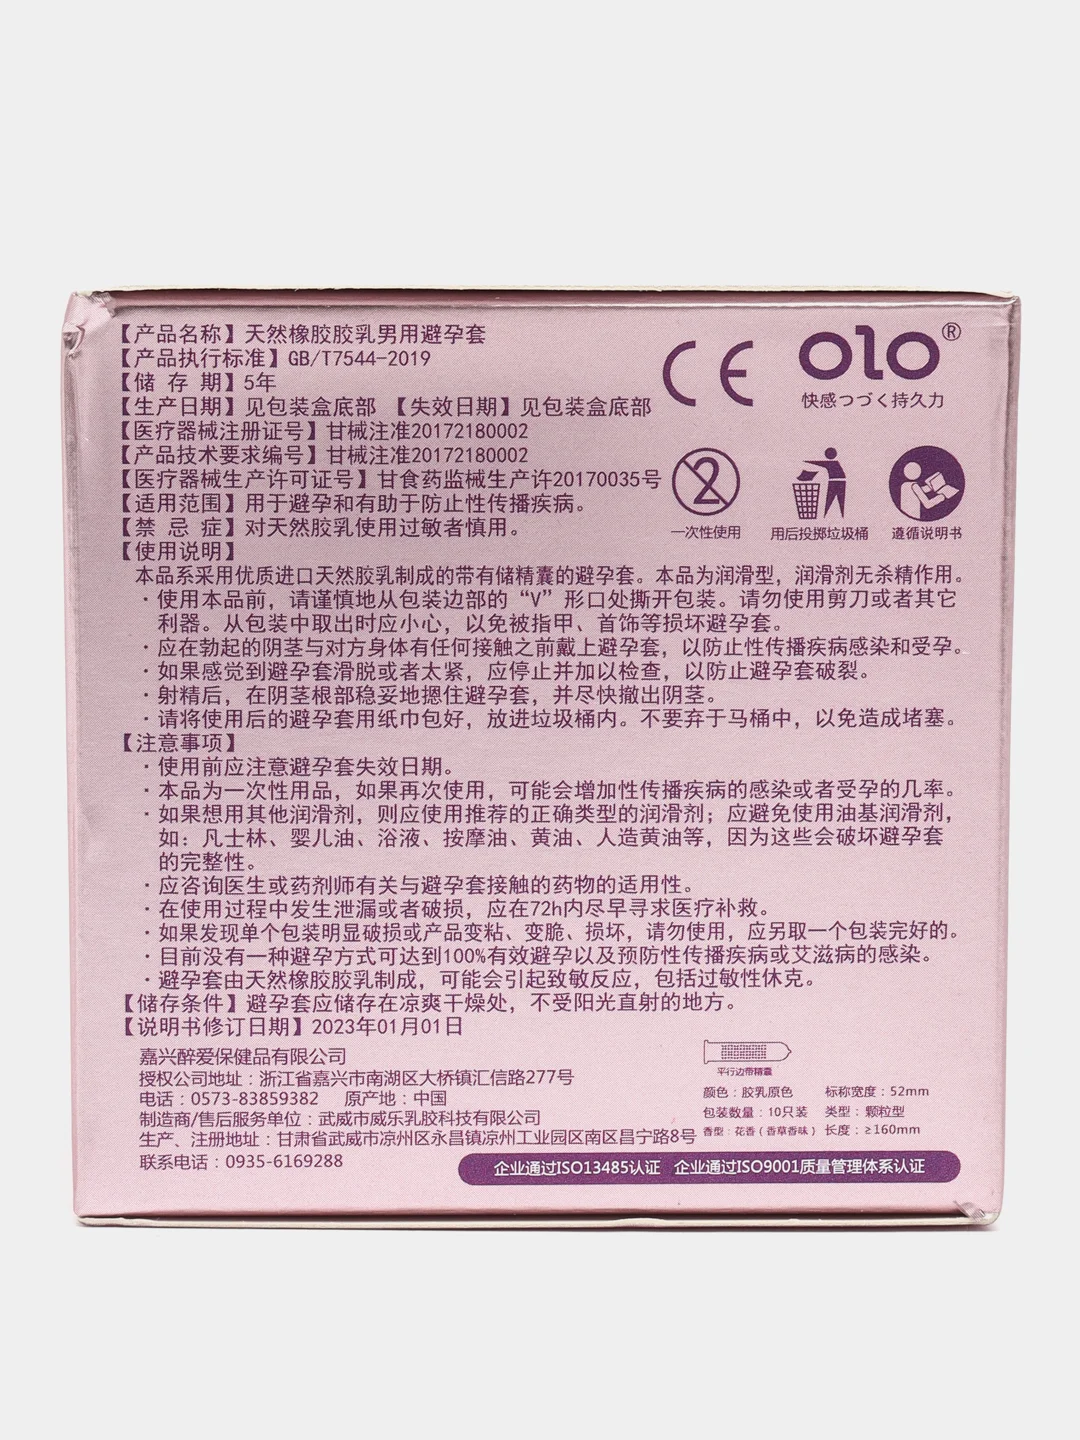 【产品名称】天然橡胶胶乳男用避孕套
【产品执行标准】GB/T7544-2019
【储 存 期】5年
【生产日期】见包装盒底部 【失效日期】见包装盒底部
【医疗器械注册证号】甘械注准20172180002
【产品技术要求编号】甘械注准20172180002
【医疗器械生产许可证号】甘食药监械生产许20170035号
【适用范围】用于避孕和有助于防止性传播疾病。
【禁 忌 症】对天然胶乳使用过敏者慎用。
CE
olo®
快感つづく持久力
2
一次性使用
用后投掷垃圾桶
遵循说明书
【使用说明】
本品系采用优质进口天然胶乳制成的带有储精囊的避孕套。本品为润滑型，润滑剂无杀精作用。
·使用本品前，请谨慎地从包装边部的“V”形口处撕开包装。请勿使用剪刀或者其它
利器。从包装中取出时应小心，以免被指甲、首饰等损坏避孕套。
·应在勃起的阴茎与对方身体有任何接触之前戴上避孕套，以防止性传播疾病感染和受孕。
·如果感觉到避孕套滑脱或者太紧，应停止并加以检查，以防止避孕套破裂。
·射精后，在阴茎根部稳妥地摁住避孕套，并尽快撤出阴茎。
·请将使用后的避孕套用纸巾包好，放进垃圾桶内。不要弃于马桶中，以免造成堵塞。
【注意事项】
·使用前应注意避孕套失效日期。
·本品为一次性用品，如果再次使用，可能会增加性传播疾病的感染或者受孕的几率。
·如果想用其他润滑剂，则应使用推荐的正确类型的润滑剂；应避免使用油基润滑剂，
如：凡士林、婴儿油、浴液、按摩油、黄油、人造黄油等，因为这些会破坏避孕套
的完整性。
·应咨询医生或药剂师有关与避孕套接触的药物的适用性。
·在使用过程中发生泄漏或者破损，应在72h内尽早寻求医疗补救。
·如果发现单个包装明显破损或产品变粘、变脆、损坏，请勿使用，应另取一个包装完好的。
·目前没有一种避孕方式可达到100%有效避孕以及预防性传播疾病或艾滋病的感染。
·避孕套由天然橡胶胶乳制成，可能会引起致敏反应，包括过敏性休克。
【储存条件】避孕套应储存在凉爽干燥处，不受阳光直射的地方。
【说明书修订日期】2023年01月01日
嘉兴醉爱保健品有限公司
授权公司地址：浙江省嘉兴市南湖区大桥镇汇信路277号
电话：0573-83859382 原产地：中国
制造商/售后服务单位：武威市威乐乳胶科技有限公司
生产、注册地址：甘肃省武威市凉州区永昌镇凉州工业园区南区昌宁路8号
联系电话：0935-6169288
平行边带精囊
颜色：胶乳原色 标称宽度：52mm
包装数量：10只装 类型：颗粒型
香型：花香（香草香味） 长度：≥160mm
企业通过ISO13485认证 企业通过ISO9001质量管理体系认证